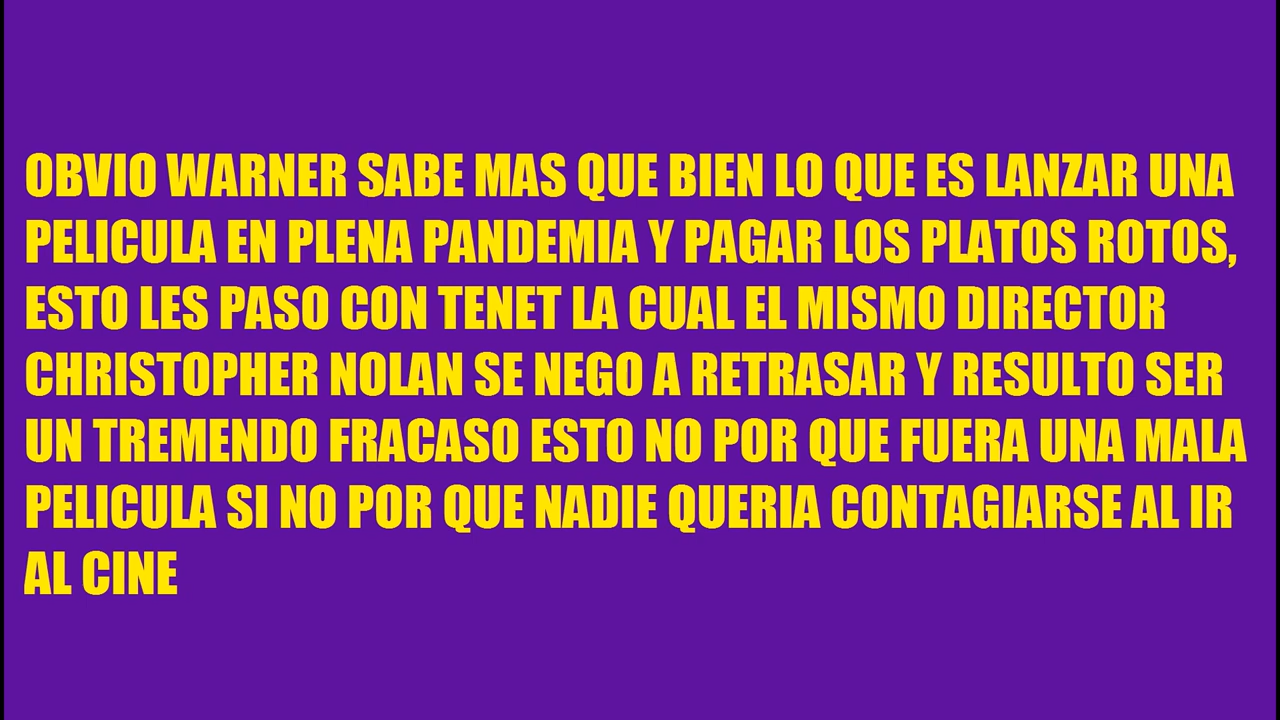 OBVIO WARNER SABE MAS QUE BIEN LO QUE ES LANZAR UNA
PELICULA EN PLENA PANDEMIA Y PAGAR LOS PLATOS ROTOS,
ESTO LES PASO CON TENET LA CUAL EL MISMO DIRECTOR
CHRISTOPHER NOLAN SE NEGO A RETRASAR Y RESULTO SER
UN TREMENDO FRACASO ESTO NO POR QUE FUERA UNA MALA
PELICULA SI NO POR QUE NADIE QUERIA CONTAGIARSE AL IR
AL CINE